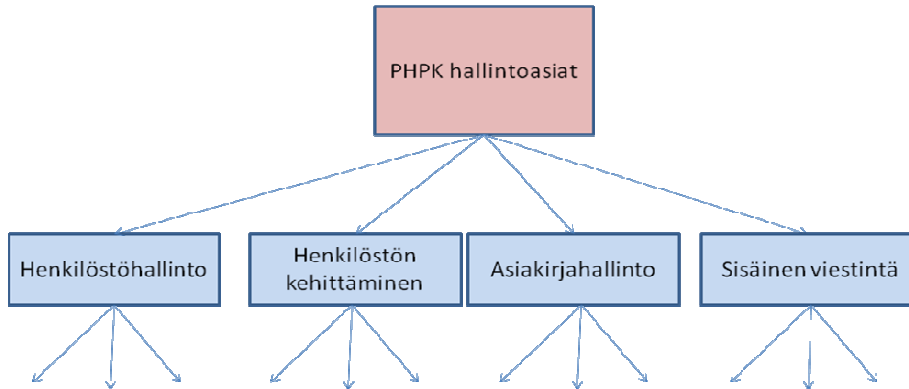 PHPK hallintoasiat
Henkilöstöhallinto
Henkilöstön
kehittäminen
Asiakirjahallinto
Sisäinen viestintä